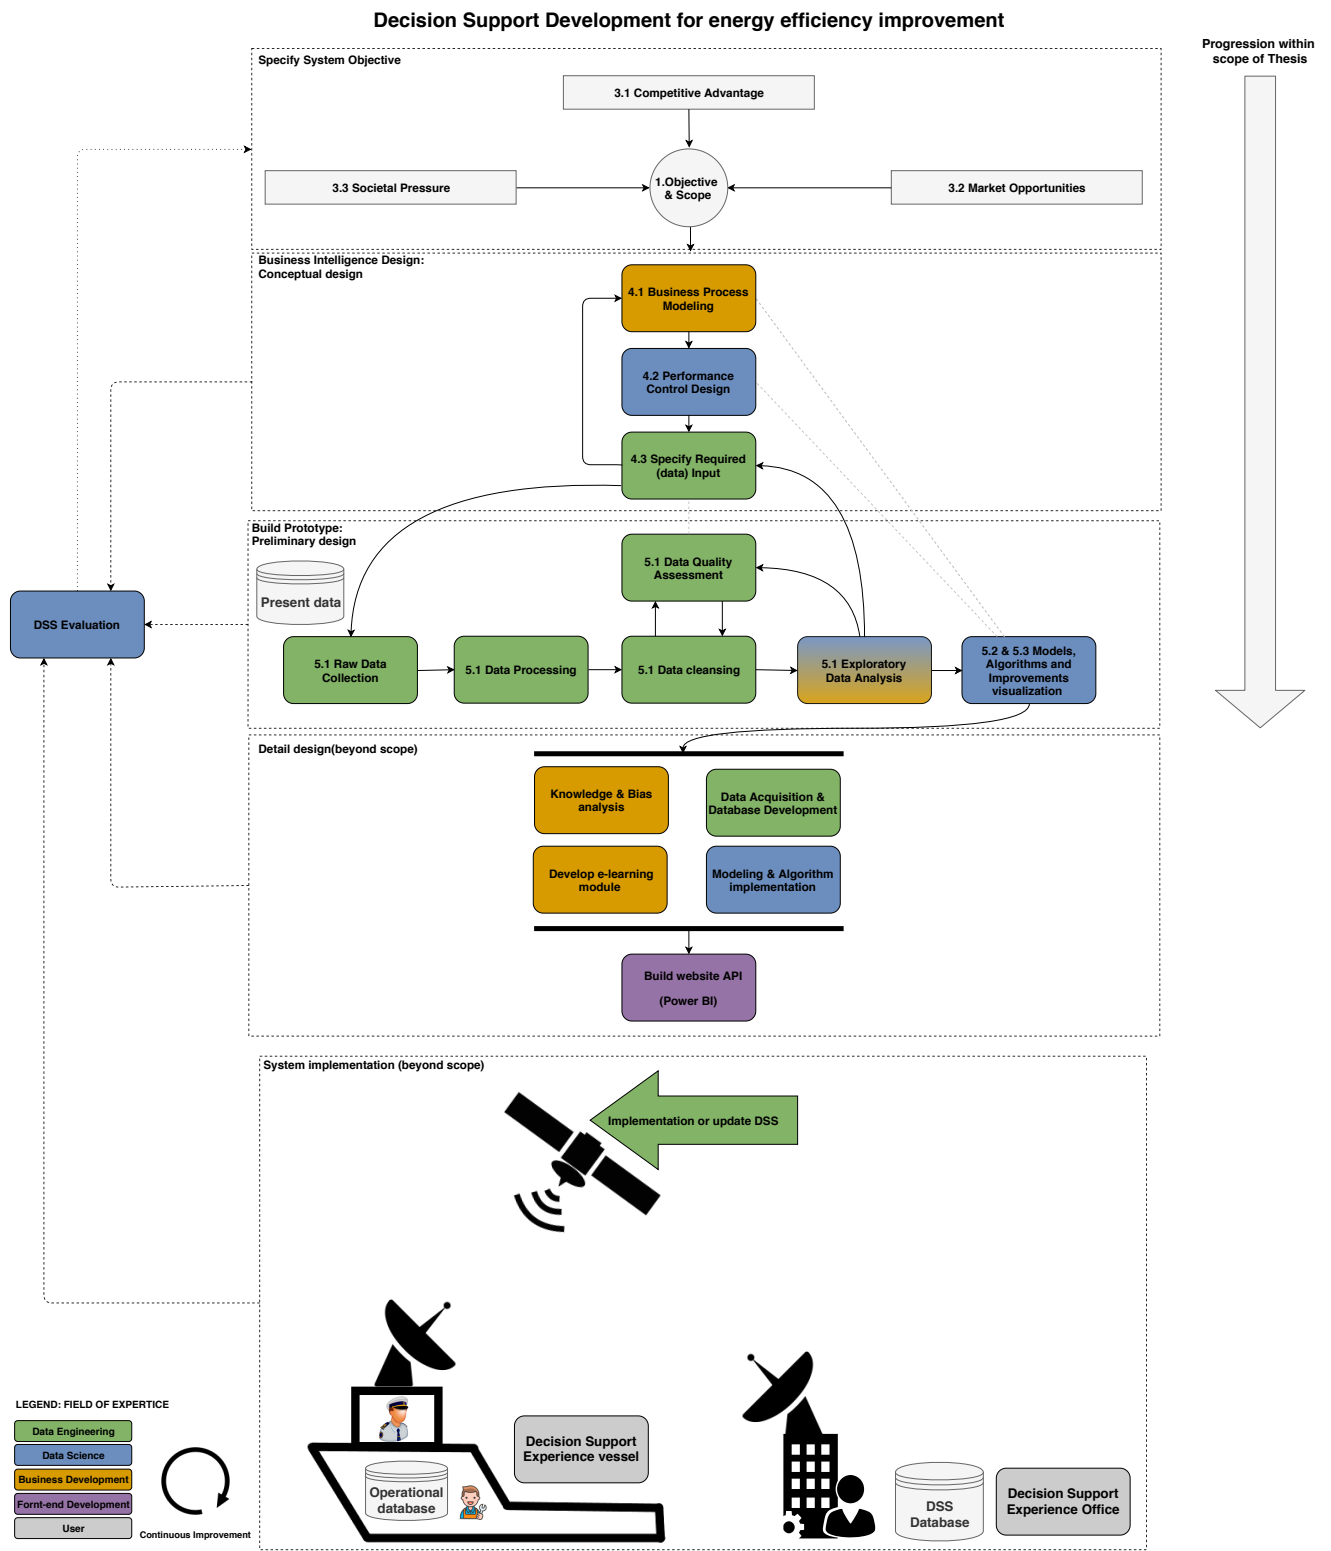 Decision Support Development for energy efficiency improvement
Progression within
scope of Thesis
Specify System Objective
3.1 Competitive Advantage
3.3 Societal Pressure
1.Objective
& Scope
3.2 Market Opportunities
Business Intelligence Design:
Conceptual design
4.1 Business Process
Modeling
4.2 Performance
Control Design
4.3 Specify Required
(data) Input
Build Prototype:
Preliminary design
Present data
5.1 Data Quality
Assessment
DSS Evaluation
5.1 Raw Data
Collection
5.1 Data Processing
5.1 Data cleansing
5.1 Exploratory
Data Analysis
5.2 & 5.3 Models,
Algorithms and
Improvements
visualization
Detail design(beyond scope)
Knowledge & Bias
analysis
Data Acquisition &
Database Development
Develop e-learning
module
Modeling & Algorithm
implementation
Build website API
(Power BI)
System implementation (beyond scope)
Implementation or update DSS
Decision Support
Experience vessel
Operational
database
DSS
Database
Decision Support
Experience Office
LEGEND: FIELD OF EXPERTICE
Data Engineering
Data Science
Business Development
Fornt-end Development
User
Continuous Improvement